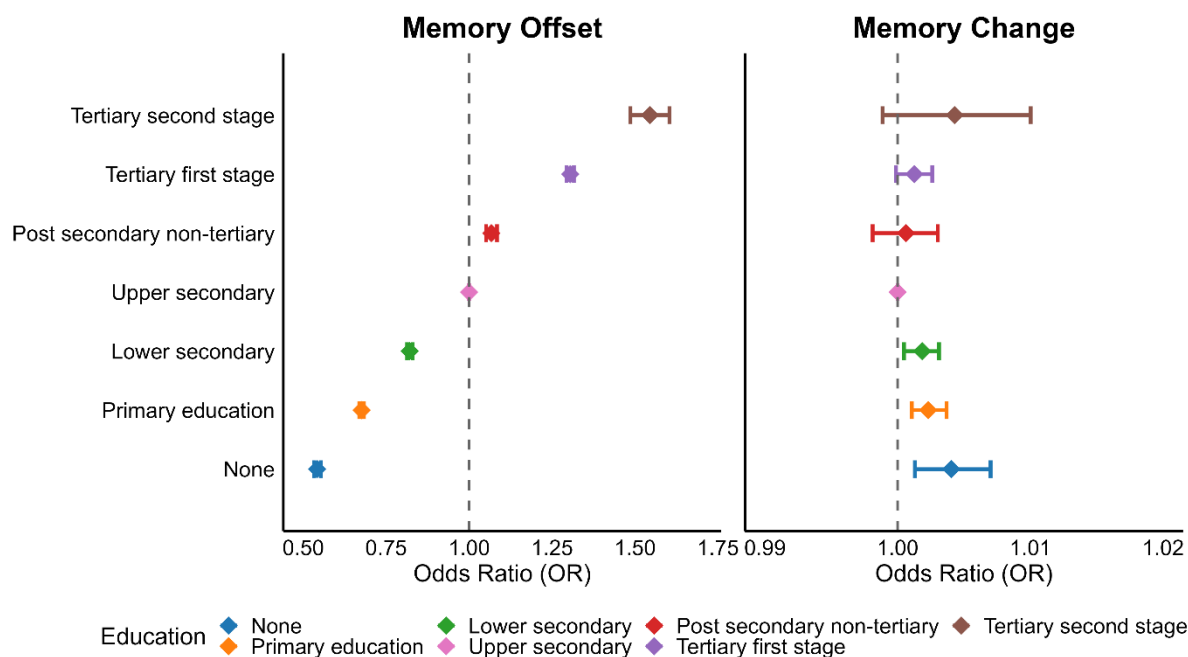 Memory Offset
Memory Change
Tertiary second stage
Tertiary first stage
Post secondary non-tertiary
Upper secondary
Lower secondary
Primary education
None
0.50 0.75 1.00 1.25 1.50 1.75
0.99 1.00 1.01 1.02
Odds Ratio (OR)
Odds Ratio (OR)
Education
None
Primary education
Lower secondary
Upper secondary
Post secondary non-tertiary
Tertiary first stage
Tertiary second stage